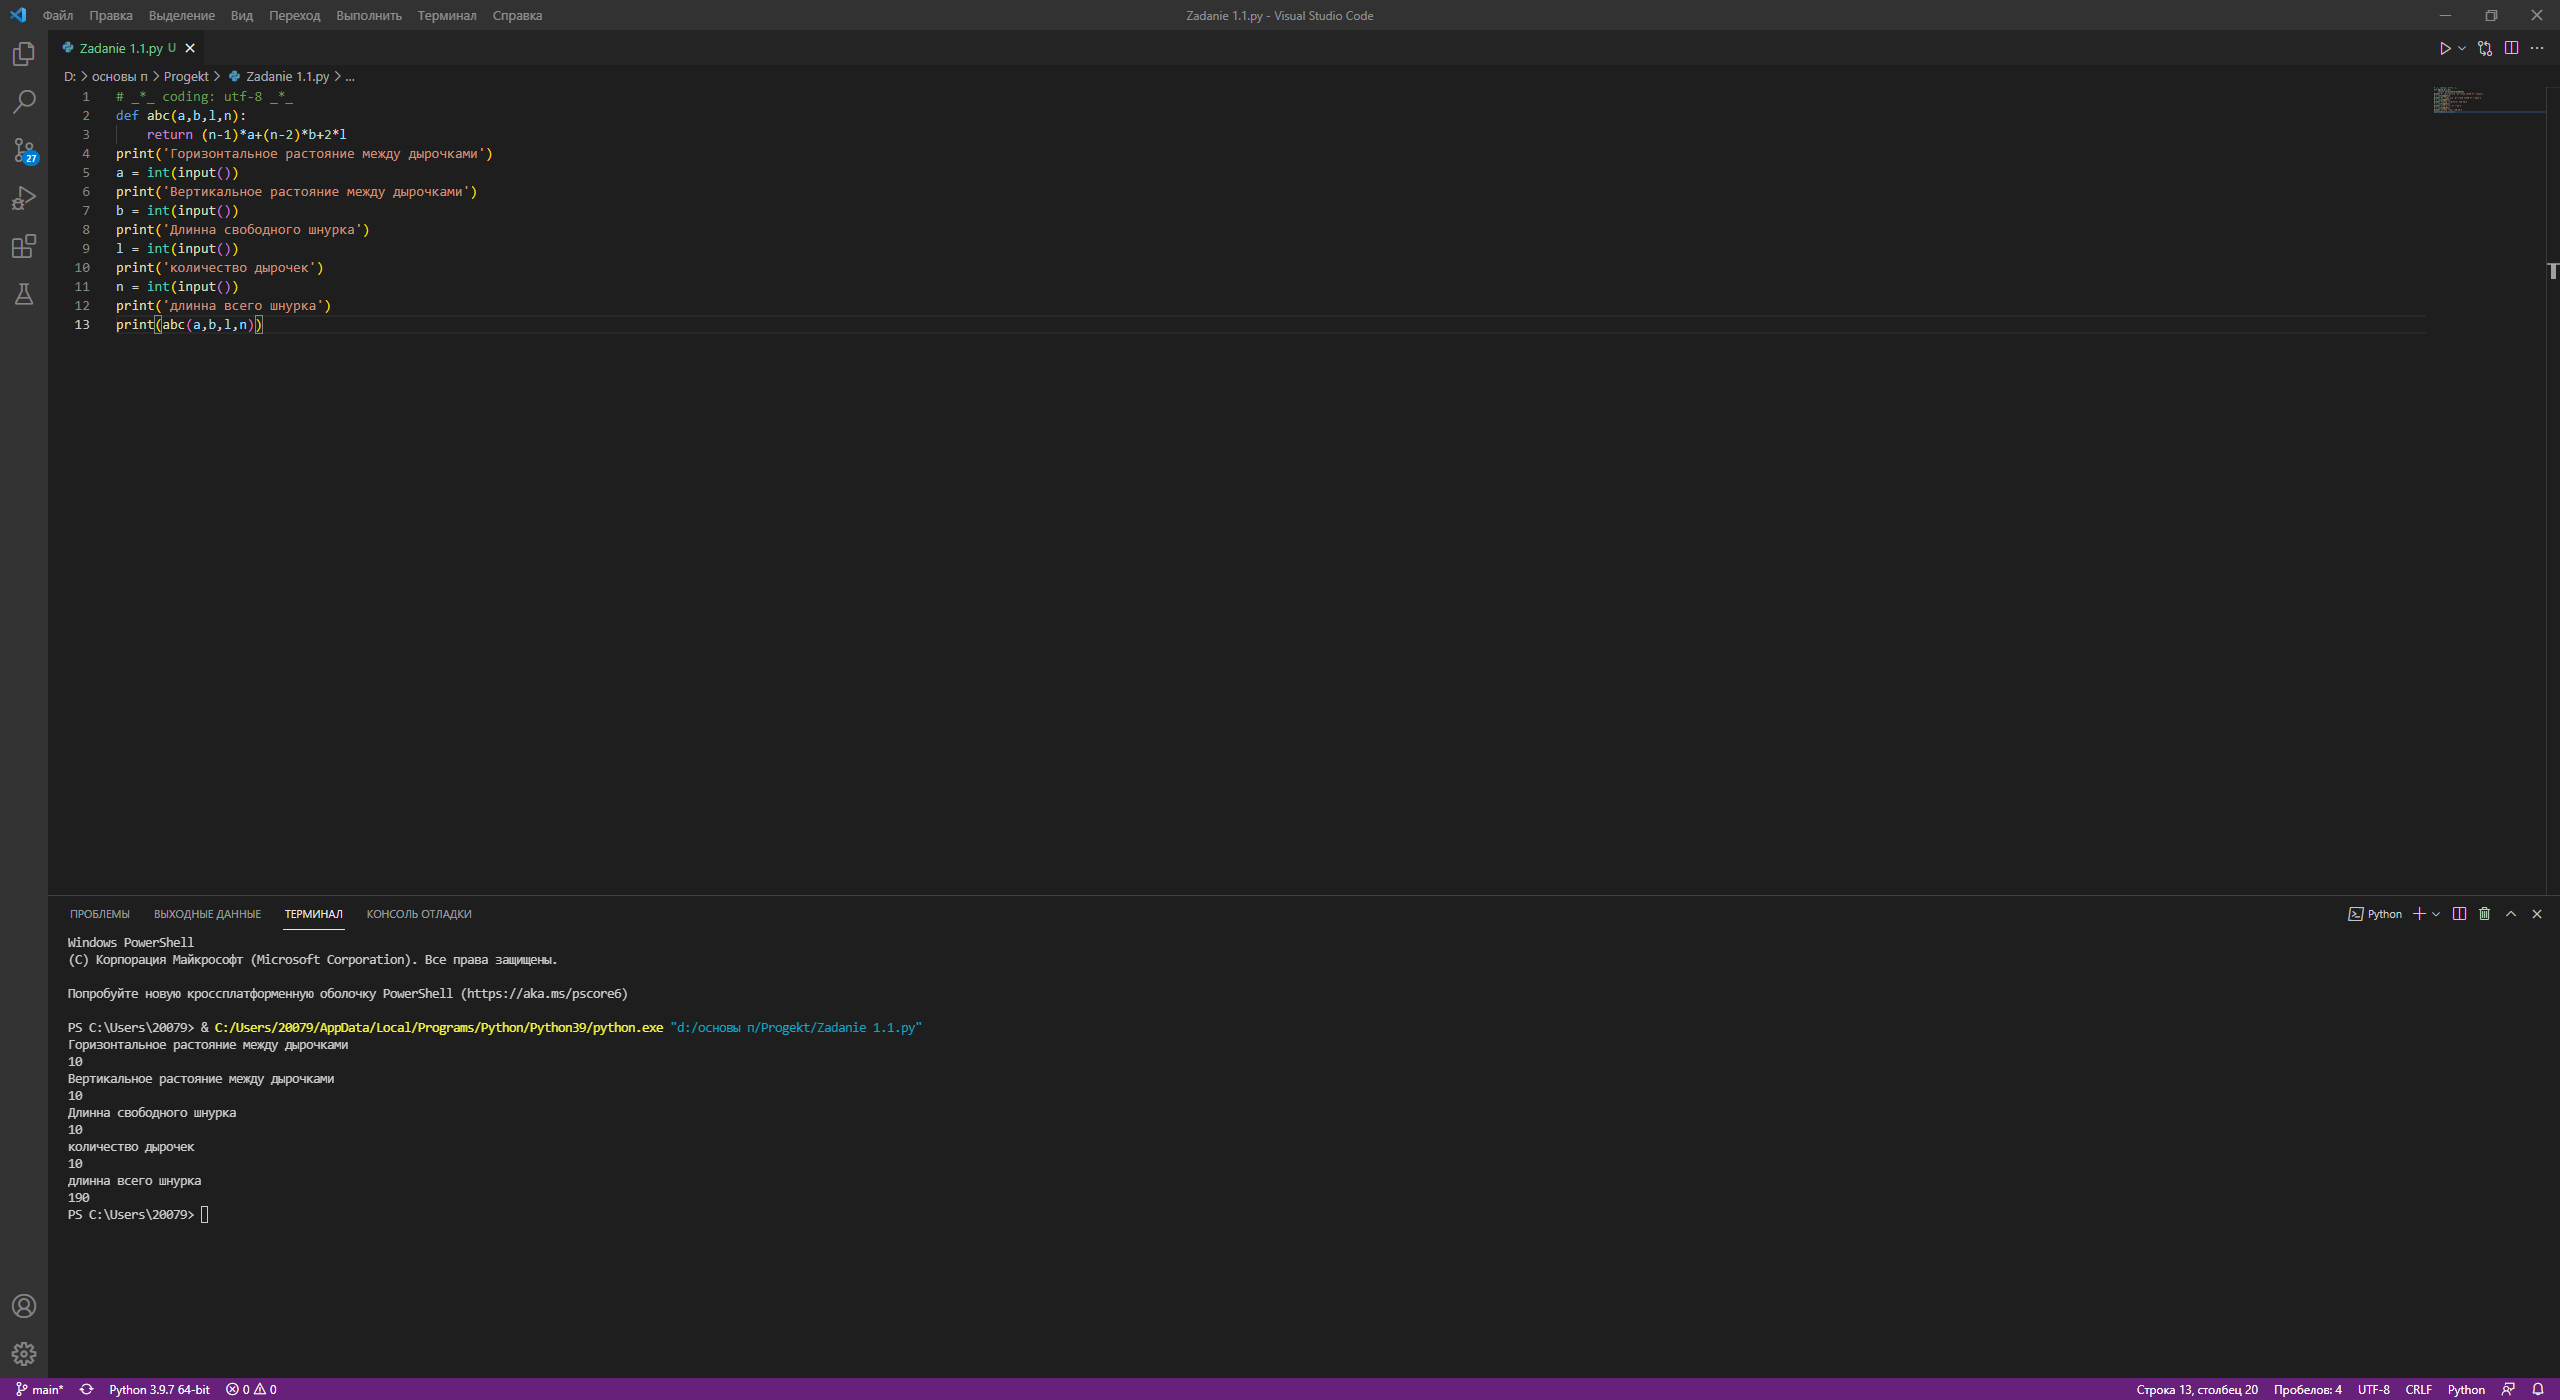 Файл Правка Выделение Вид Переход Выполнить Терминал Справка
Zadanie 1.1.py - Visual Studio Code
Zadanie 1.1.py U
D: > основы п > Progekt > Zadanie 1.1.py > ...
1 # _*_ coding: utf-8 _*_
2 def abc(a,b,l,n):
3     return (n-1)*a+(n-2)*b+2*l
4 print('Горизонтальное растояние между дырочками')
5 a = int(input())
6 print('Вертикальное растояние между дырочками')
7 b = int(input())
8 print('Длинна свободного шнурка')
9 l = int(input())
10 print('количество дырочек')
11 n = int(input())
12 print('длинна всего шнурка')
13 print(abc(a,b,l,n))
27
ПРОБЛЕМЫ ВЫХОДНЫЕ ДАННЫЕ ТЕРМИНАЛ КОНСОЛЬ ОТЛАДКИ
Python
Windows PowerShell
(C) Корпорация Майкрософт (Microsoft Corporation). Все права защищены.
Попробуйте новую кроссплатформенную оболочку PowerShell (https://aka.ms/pscore6)
PS C:\Users\20079> & C:/Users/20079/AppData/Local/Programs/Python/Python39/python.exe "d:/основы п/Progekt/Zadanie 1.1.py"
Горизонтальное растояние между дырочками
10
Вертикальное растояние между дырочками
10
Длинна свободного шнурка
10
количество дырочек
10
длинна всего шнурка
190
PS C:\Users\20079>
main* Python 3.9.7 64-bit 0 0
Строка 13, столбец 20 Пробелов: 4 UTF-8 CRLF Python